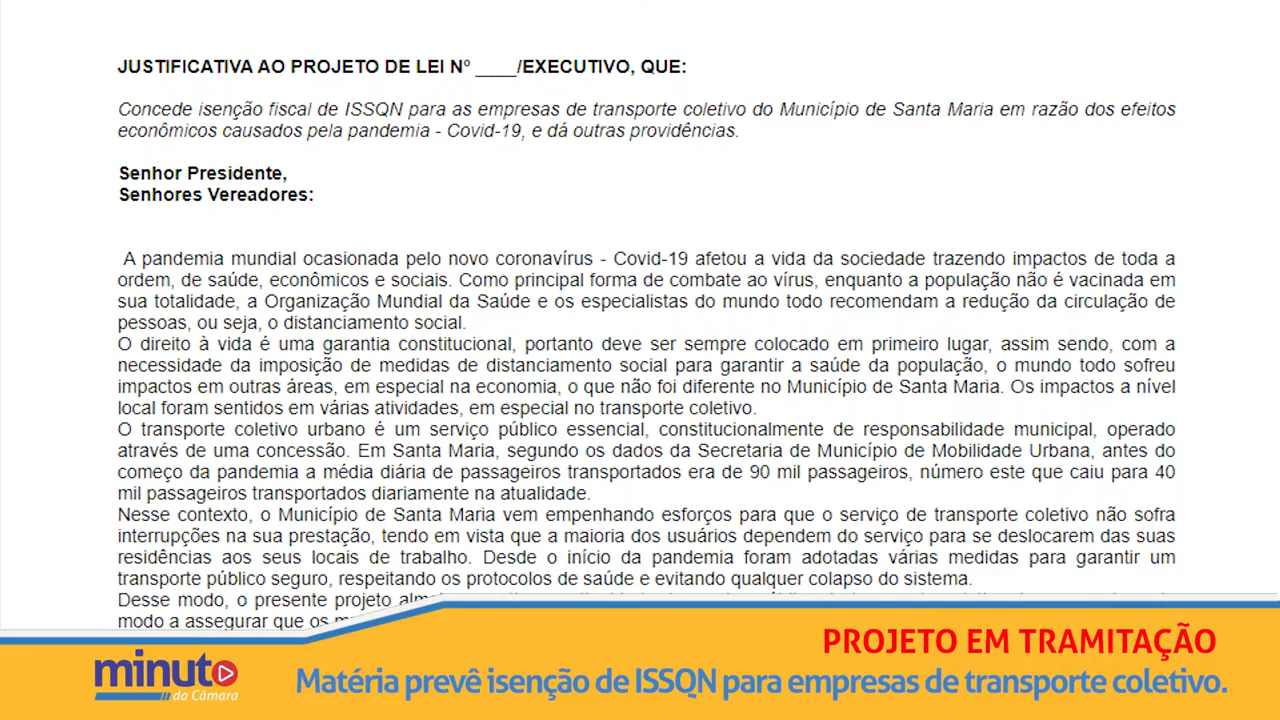 JUSTIFICATIVA AO PROJETO DE LEI Nº ____/EXECUTIVO, QUE:
Concede isenção fiscal de ISSQN para as empresas de transporte coletivo do Município de Santa Maria em razão dos efeitos
econômicos causados pela pandemia - Covid-19, e dá outras providências.
Senhor Presidente,
Senhores Vereadores:
A pandemia mundial ocasionada pelo novo coronavírus - Covid-19 afetou a vida da sociedade trazendo impactos de toda a
ordem, de saúde, econômicos e sociais. Como principal forma de combate ao vírus, enquanto a população não é vacinada em
sua totalidade, a Organização Mundial da Saúde e os especialistas do mundo todo recomendam a redução da circulação de
pessoas, ou seja, o distanciamento social.
O direito à vida é uma garantia constitucional, portanto deve ser sempre colocado em primeiro lugar, assim sendo, com a
necessidade da imposição de medidas de distanciamento social para garantir a saúde da população, o mundo todo sofreu
impactos em outras áreas, em especial na economia, o que não foi diferente no Município de Santa Maria. Os impactos a nível
local foram sentidos em várias atividades, em especial no transporte coletivo.
O transporte coletivo urbano é um serviço público essencial, constitucionalmente de responsabilidade municipal, operado
através de uma concessão. Em Santa Maria, segundo os dados da Secretaria de Município de Mobilidade Urbana, antes do
começo da pandemia a média diária de passageiros transportados era de 90 mil passageiros, número este que caiu para 40
mil passageiros transportados diariamente na atualidade.
Nesse contexto, o Município de Santa Maria vem empenhando esforços para que o serviço de transporte coletivo não sofra
interrupções na sua prestação, tendo em vista que a maioria dos usuários dependem do serviço para se deslocarem das suas
residências aos seus locais de trabalho. Desde o início da pandemia foram adotadas várias medidas para garantir um
transporte público seguro, respeitando os protocolos de saúde e evitando qualquer colapso do sistema.
Desse modo, o presente projeto
modo a assegurar que os
PROJETO EM TRAMITAÇÃO
minuto
da Câmara
Matéria prevê isenção de ISSQN para empresas de transporte coletivo.